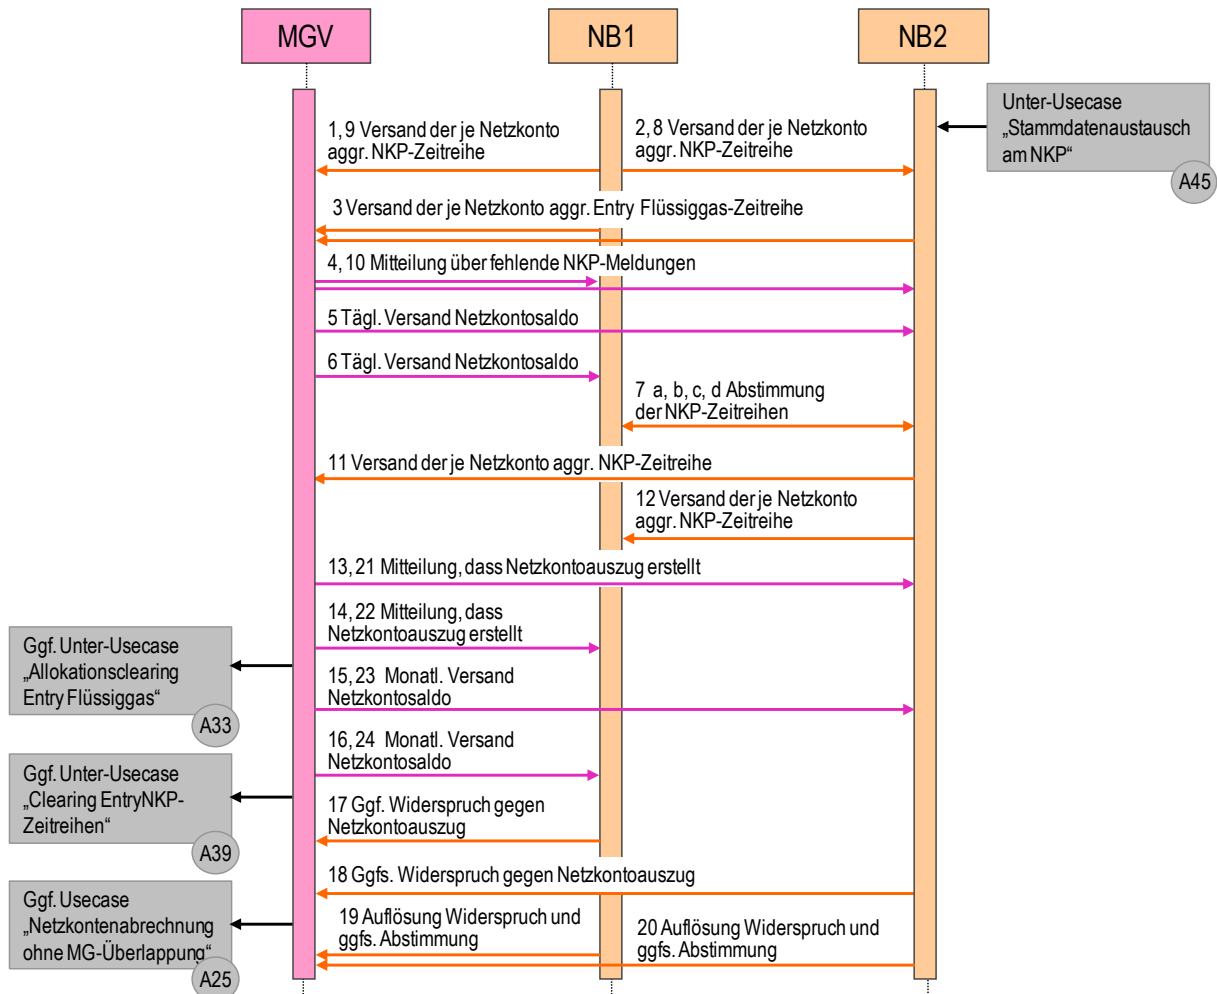 MGV
NB1
NB2
Unter-Usecase
„Stammdatenaustausch
am NKP“
A45
1, 9 Versand der je Netzkonto
aggr. NKP-Zeitreihe
2, 8 Versand der je Netzkonto
aggr. NKP-Zeitreihe
3 Versand der je Netzkonto aggr. Entry Flüssiggas-Zeitreihe
4, 10 Mitteilung über fehlende NKP-Meldungen
5 Tägl. Versand Netzkontosaldo
6 Tägl. Versand Netzkontosaldo
7 a, b, c, d Abstimmung
der NKP-Zeitreihen
11 Versand der je Netzkonto aggr. NKP-Zeitreihe
12 Versand der je Netzkonto
aggr. NKP-Zeitreihe
13, 21 Mitteilung, dass Netzkontoauszug erstellt
14, 22 Mitteilung, dass
Netzkontoauszug erstellt
Ggf. Unter-Usecase
„Allokationsclearing
Entry Flüssiggas“
A33
15, 23 Monatl. Versand
Netzkontosaldo
16, 24 Monatl. Versand
Netzkontosaldo
Ggf. Unter-Usecase
„Clearing EntryNKP-
Zeitreihen“
A39
17 Ggf. Widerspruch gegen
Netzkontoauszug
18 Ggfs. Widerspruch gegen Netzkontoauszug
Ggf. Usecase
„Netzkontenabrechnung
ohne MG-Überlappung“
A25
19 Auflösung Widerspruch und
ggfs. Abstimmung
20 Auflösung Widerspruch und
ggfs. Abstimmung